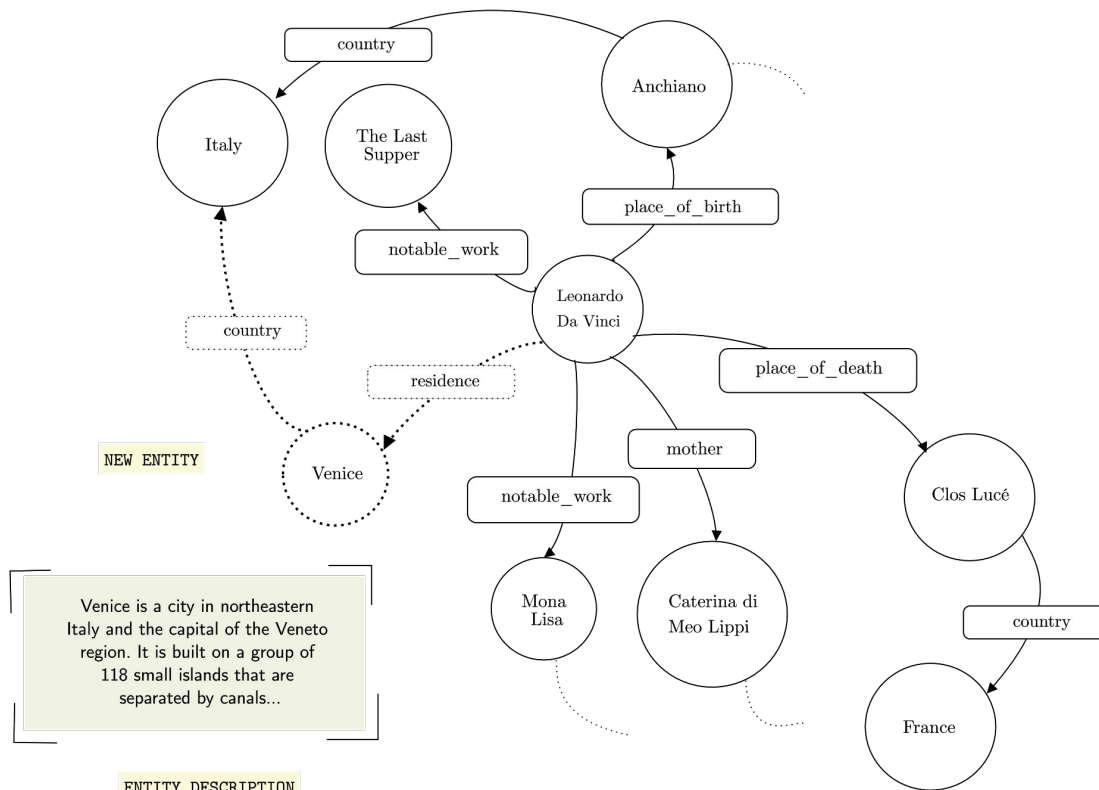 country
Anchiano
Italy
The Last
Supper
place_of_birth
notable_work
Leonardo
Da Vinci
country
residence
place_of_death
mother
NEW ENTITY
Venice
notable_work
Clos Lucé
Mona
Lisa
Caterina di
Meo Lippi
country
Venice is a city in northeastern
Italy and the capital of the Veneto
region. It is built on a group of
118 small islands that are
separated by canals...
France
ENTITY DESCRIPTION